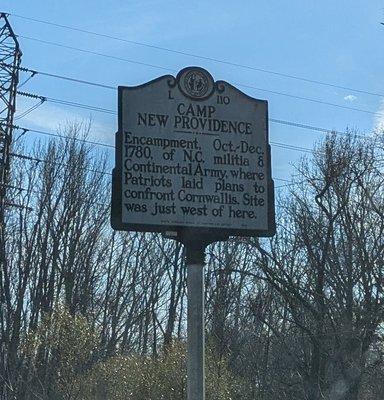 L 110
CAMP
NEW PROVIDENCE
Encampment, Oct.-Dec.
1780, of N.C. militia &
Continental Army, where
Patriots laid plans to
confront Cornwallis. Site
was just west of here.